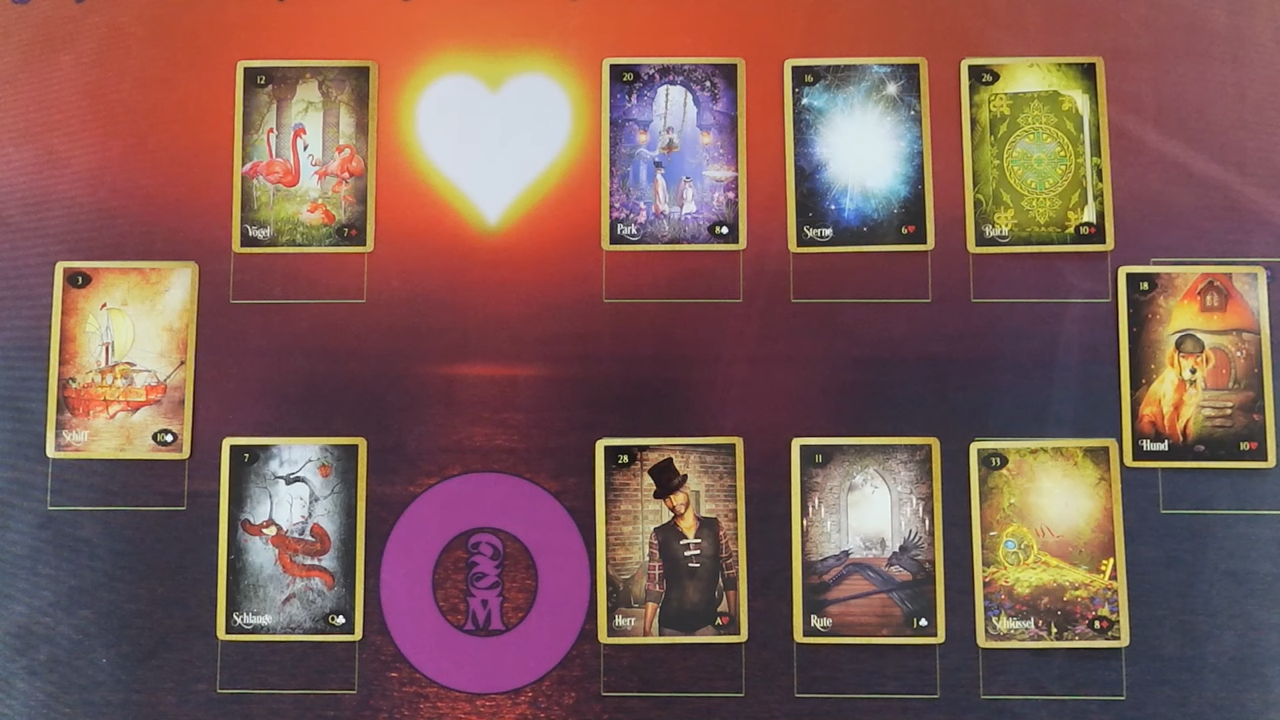 12
Vögel
7
20
Park
8
16
Sterne
6
26
Buch
10
3
Schiff
10
18
Hund
10
7
Schlange
Q
28
Herr
A
11
Rute
J
33
Schlüssel
8